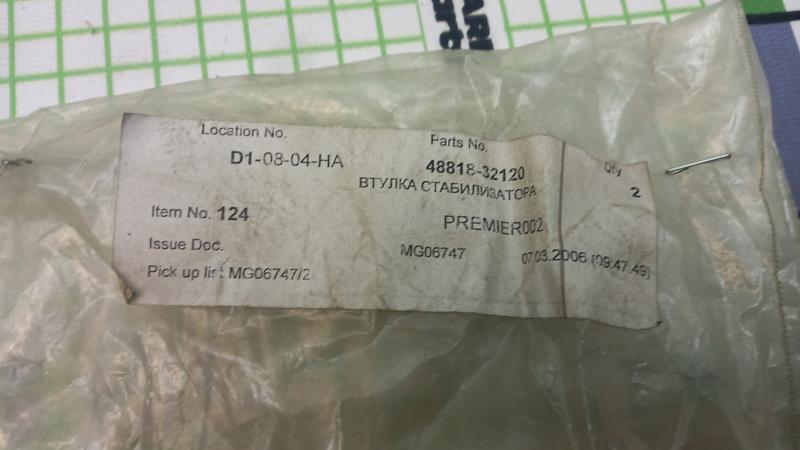 Location No.
D1-08-04-HA
Parts No.
48818-32120
ВТУЛКА СТАБИЛИЗАТОРА
Qty
2
Item No. 124
PREMIER002
Issue Doc.
MG06747
07.03.2006 (09:47:49)
Pick up list MG06747/2